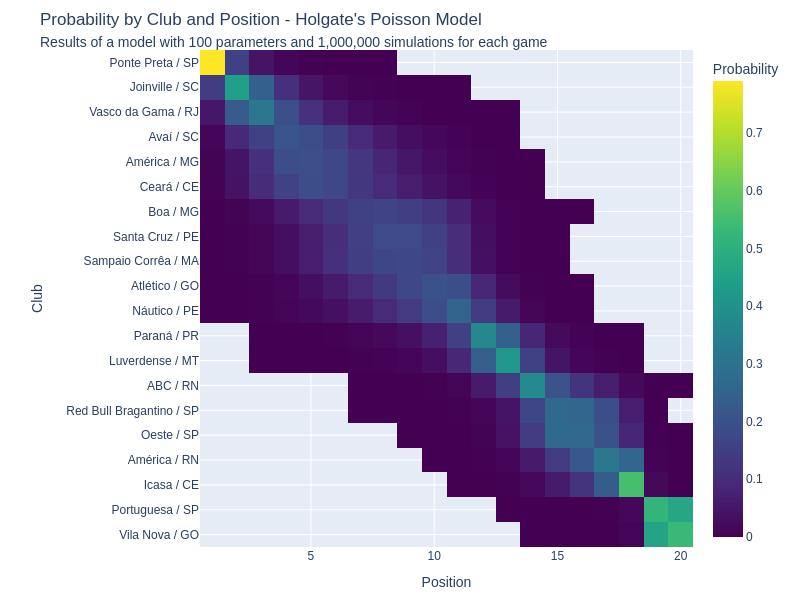 Probability by Club and Position - Holgate's Poisson Model
Results of a model with 100 parameters and 1,000,000 simulations for each game
Probability
Club
Ponte Preta / SP
Joinville / SC
Vasco da Gama / RJ
Avaí / SC
América / MG
Ceará / CE
Boa / MG
Santa Cruz / PE
Sampaio Corrêa / MA
Atlético / GO
Náutico / PE
Paraná / PR
Luverdense / MT
ABC / RN
Red Bull Bragantino / SP
Oeste / SP
América / RN
Icasa / CE
Portuguesa / SP
Vila Nova / GO
0.7
0.6
0.5
0.4
0.3
0.2
0.1
0
5
10
15
20
Position